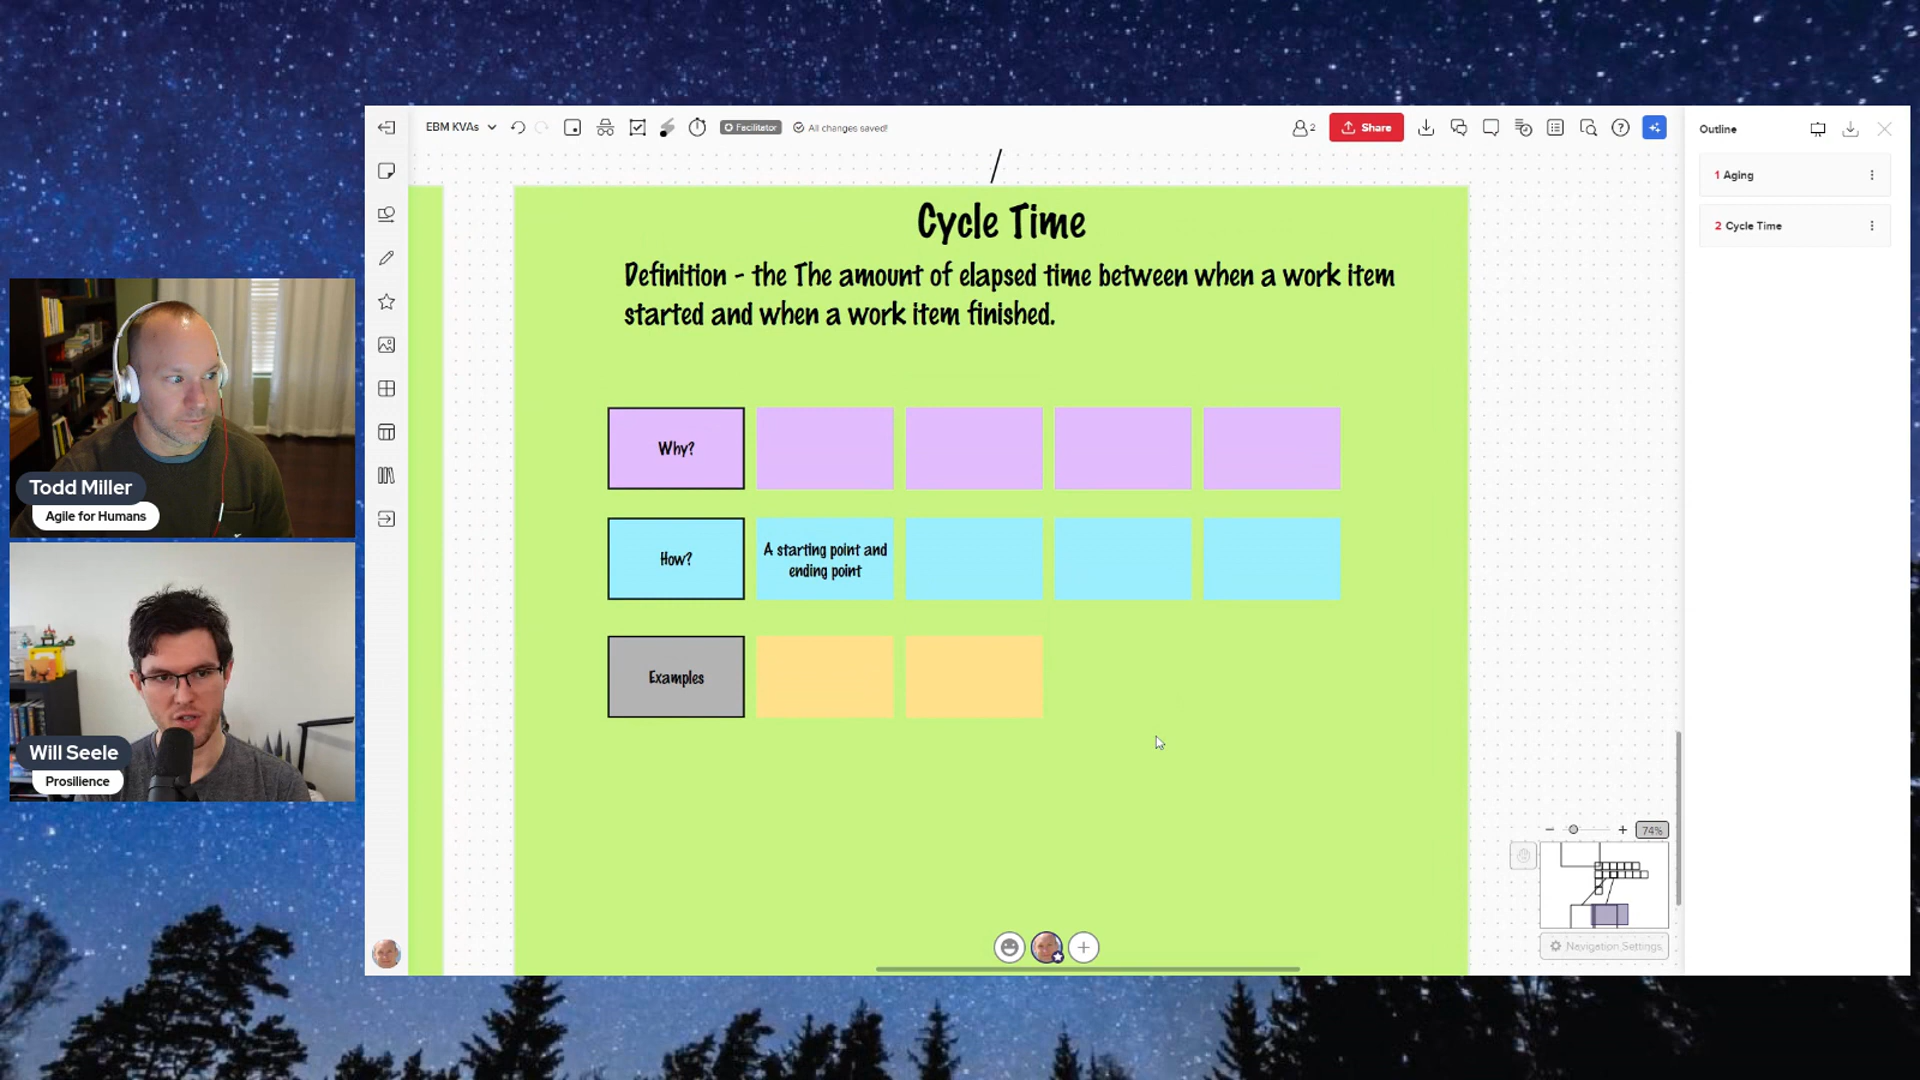 EBM KVAs
Facilitator
All changes saved!
2
Share
Outline
1 Aging
2 Cycle Time
Cycle Time
Definition - the The amount of elapsed time between when a work item
started and when a work item finished.
Why?
How?
A starting point and
ending point
Examples
Todd Miller
Agile for Humans
Will Seele
Prosilience
74%
Navigation Settings